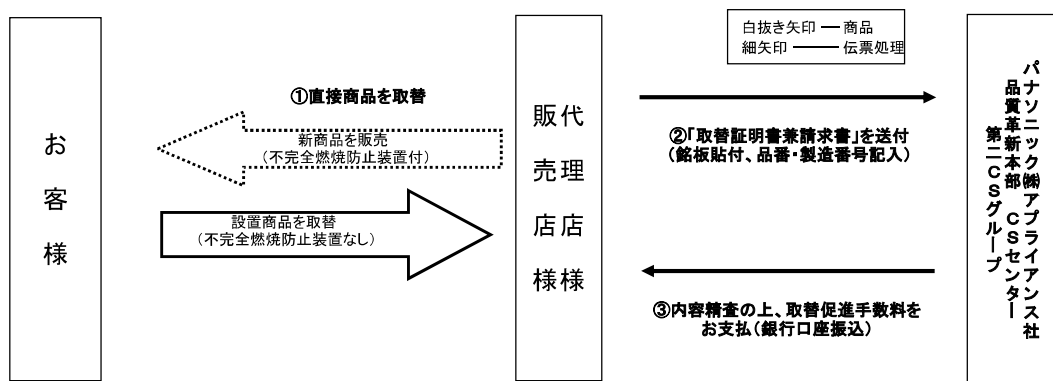 白抜き矢印 ― 商品
細矢印 ―― 伝票処理
お客様
①直接商品を取替
新商品を販売
（不完全燃焼防止装置付）
設置商品を取替
（不完全燃焼防止装置なし）
代理店様
販売店様
②「取替証明書兼請求書」を送付
（銘板貼付、品番・製造番号記入）
③内容精査の上、取替促進手数料を
お支払（銀行口座振込）
パナソニック㈱アプライアンス社
品質革新本部　CSセンター
第二CSグループ